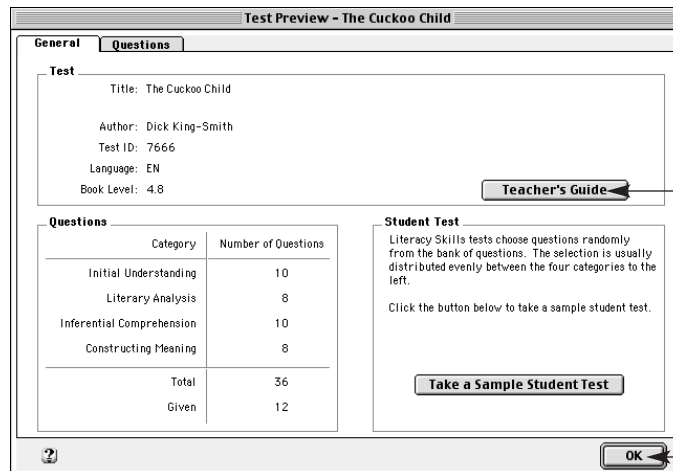 Test Preview – The Cuckoo Child
General Questions
Test
Title: The Cuckoo Child
Author: Dick King-Smith
Test ID: 7666
Language: EN
Book Level: 4.8
Teacher's Guide
Questions
Category Number of Questions
Initial Understanding 10
Literary Analysis 8
Inferential Comprehension 10
Constructing Meaning 8
Total 36
Given 12
Student Test
Literacy Skills tests choose questions randomly
from the bank of questions. The selection is usually
distributed evenly between the four categories to the
left.
Click the button below to take a sample student test.
Take a Sample Student Test
?
OK